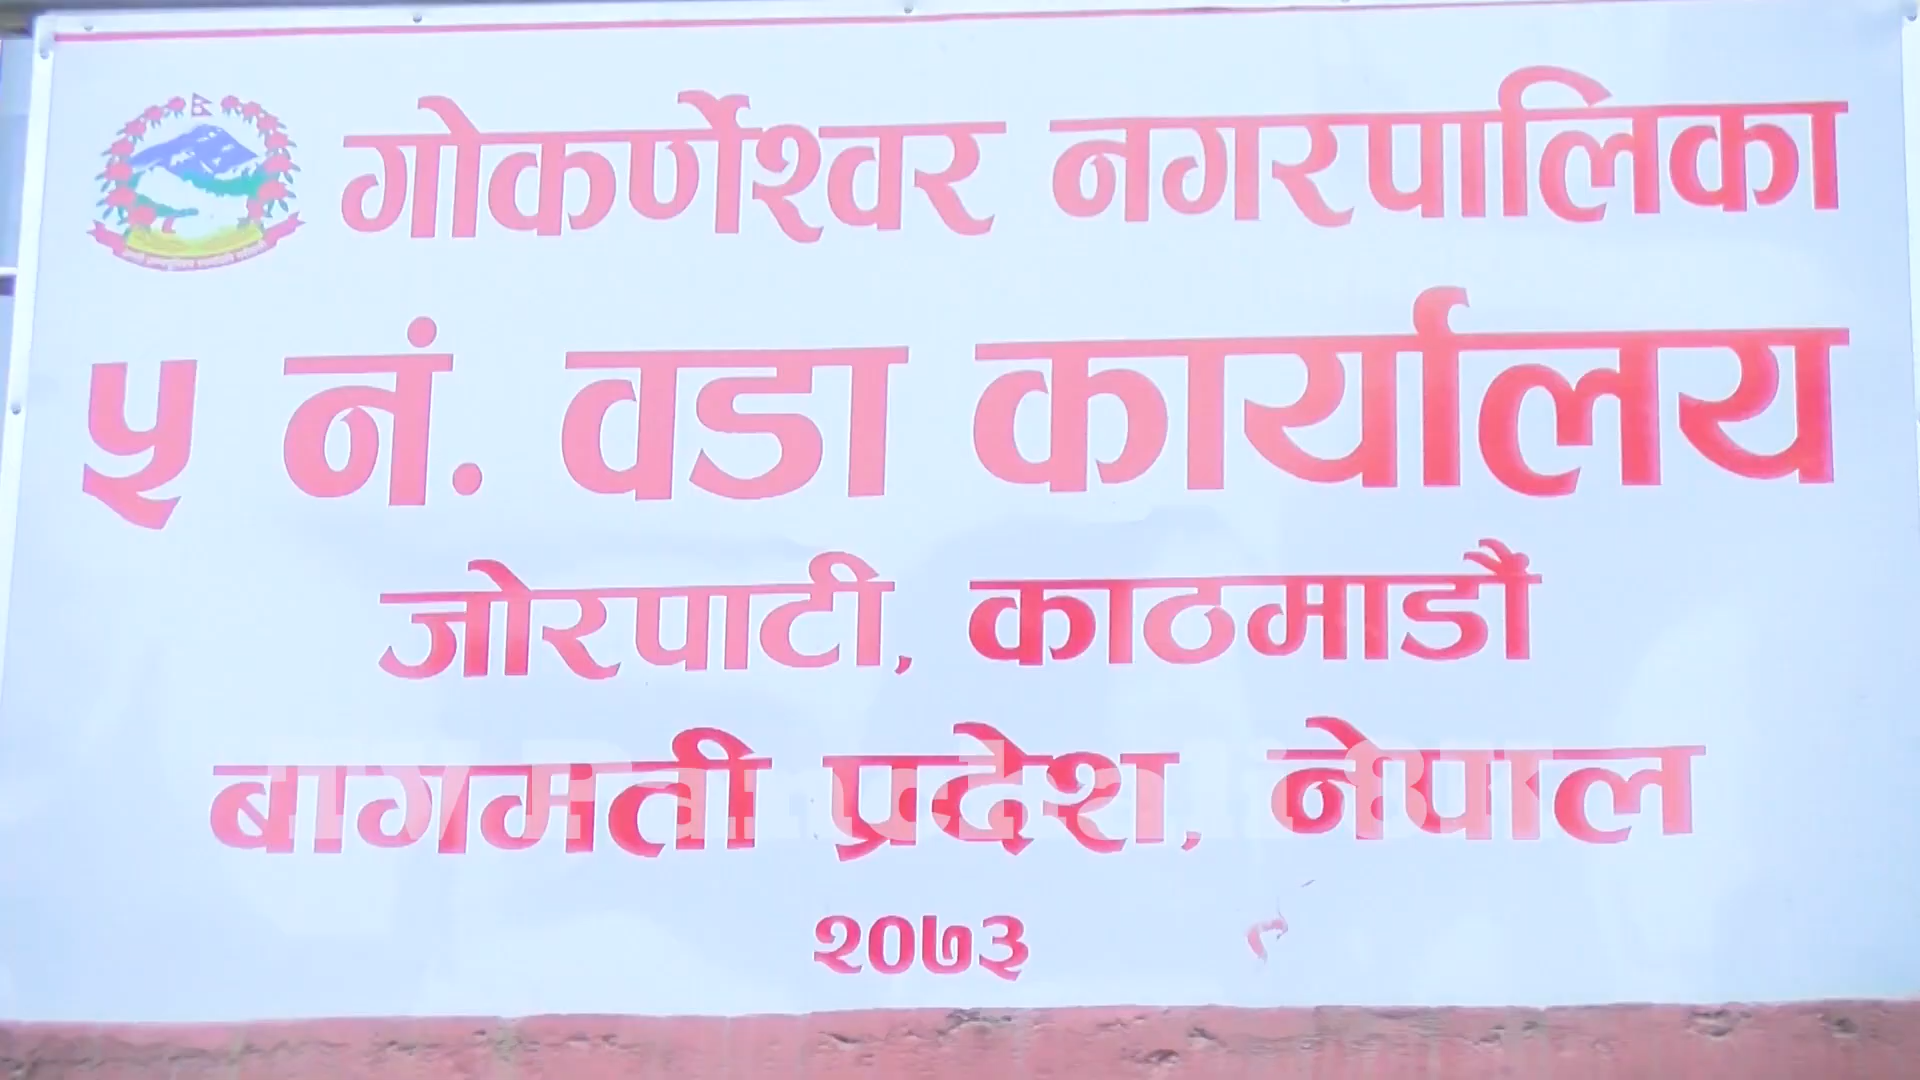 गोकर्णेश्वर नगरपालिका
५ नं. वडा कार्यालय
जोरपाटी, काठमाडौं
बागमती प्रदेश, नेपाल
२०७३